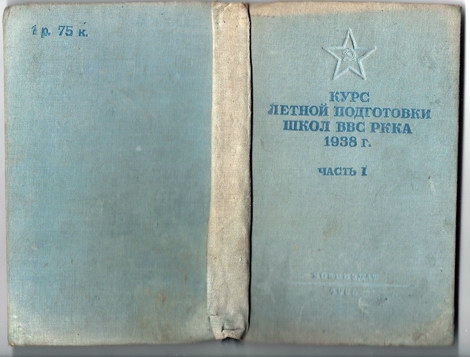 1 р. 75 к.
КУРС
ЛЕТНОЙ ПОДГОТОВКИ
ШКОЛ ВВС РККА
1938 г.
ЧАСТЬ I